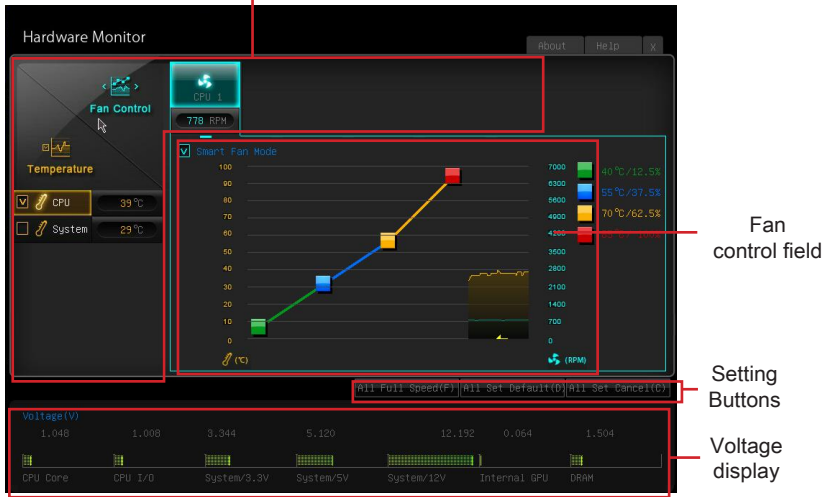 Hardware Monitor
About Help X
Fan Control
CPU 1
778 RPM
Temperature
V CPU 39℃
System 29℃
V Smart Fan Mode
100 7000
90 6300
80 5600
70 4900
60 4200
50 3500
40 2800
30 2100
20 1400
10 700
0 0
(℃) (RPM)
40℃/12.5%
55℃/37.5%
70℃/62.5%
Fan
control field
All Full Speed(F) All Set Default(D) All Set Cancel(C)
Setting
Buttons
Voltage(V)
1.048 1.008 3.344 5.120 12.192 0.064 1.504
CPU Core CPU I/O System/3.3V System/5V System/12V Internal GPU DRAM
Voltage
display